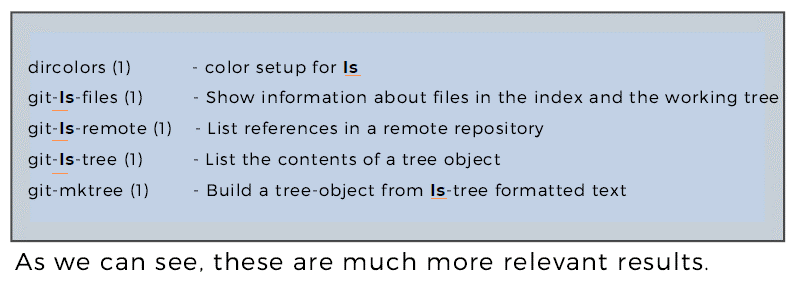 dircolors (1) - color setup for ls
git-ls-files (1) - Show information about files in the index and the working tree
git-ls-remote (1) - List references in a remote repository
git-ls-tree (1) - List the contents of a tree object
git-mktree (1) - Build a tree-object from ls-tree formatted text
As we can see, these are much more relevant results.